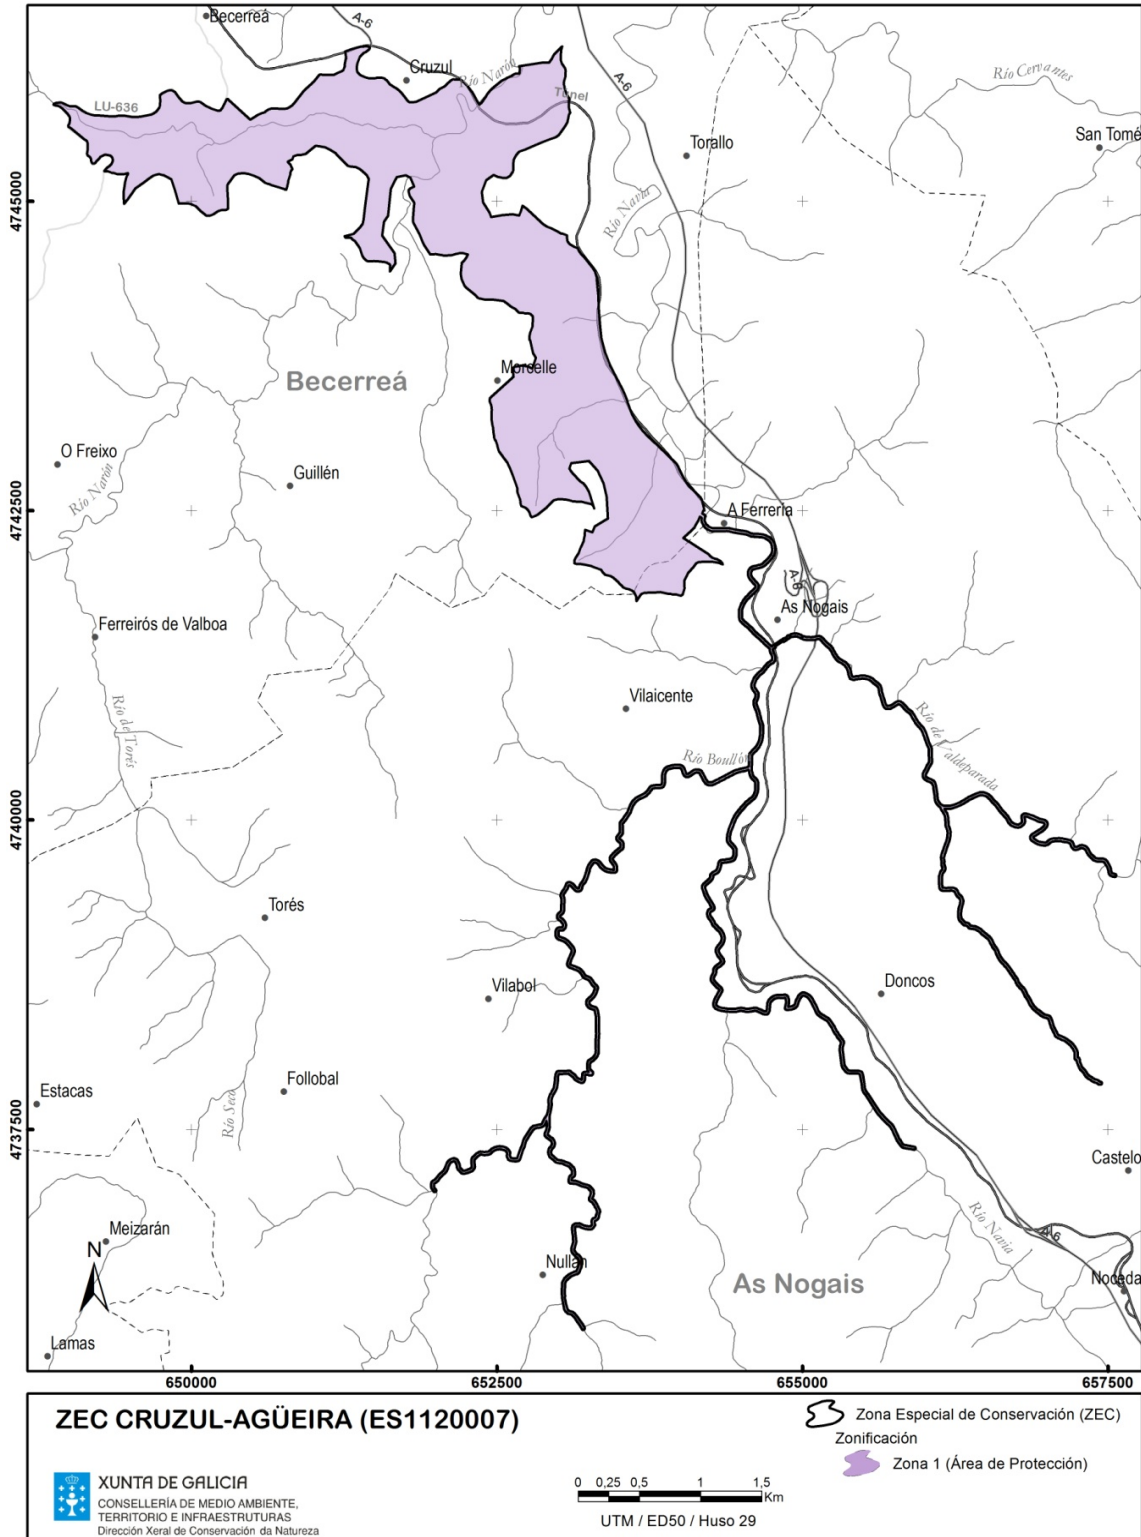 Becerreá
A-6
Cruzul
Río Narón
LU-636
Túnel
A-6
Río Cervantes
San Tomé
Torallo
Río Navia
4745000
Becerreá
Morselle
O Freixo
Río Narón
Guillén
4742500
A Ferrería
A-6
As Nogais
Ferreirós de Valboa
Río de Torés
Vilaicente
Río Boullón
Río de Valdeparada
4740000
Torés
Vilabol
Doncos
Estacas
Follobal
Río Seco
4737500
Castelo
Meizarán
N
Nullán
Río Navia
A-6
As Nogais
Noceda
Lamas
650000
652500
655000
657500
ZEC CRUZUL-AGÜEIRA (ES1120007)
Zona Especial de Conservación (ZEC)
Zonificación
Zona 1 (Área de Protección)
XUNTA DE GALICIA
CONSELLERÍA DE MEDIO AMBIENTE,
TERRITORIO E INFRAESTRUTURAS
Dirección Xeral de Conservación da Natureza
0 0,25 0,5 1 1,5
Km
UTM / ED50 / Huso 29